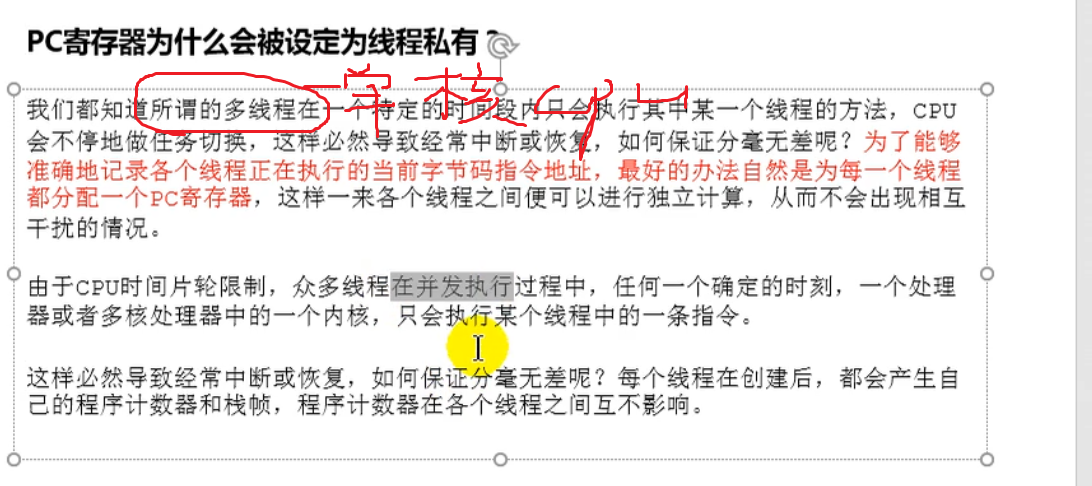 PC寄存器为什么会被设定为线程私有？
单核cpu
我们都知道所谓的多线程在一个特定的时间段内只会执行其中某一个线程的方法，CPU
会不停地做任务切换，这样必然导致经常中断或恢复，如何保证分毫无差呢？为了能够
准确地记录各个线程正在执行的当前字节码指令地址，最好的办法自然是为每一个线程
都分配一个PC寄存器，这样一来各个线程之间便可以进行独立计算，从而不会出现相互
干扰的情况。
由于CPU时间片轮限制，众多线程在并发执行过程中，任何一个确定的时刻，一个处理
器或者多核处理器中的一个内核，只会执行某个线程中的一条指令。
这样必然导致经常中断或恢复，如何保证分毫无差呢？每个线程在创建后，都会产生自
己的程序计数器和栈帧，程序计数器在各个线程之间互不影响。